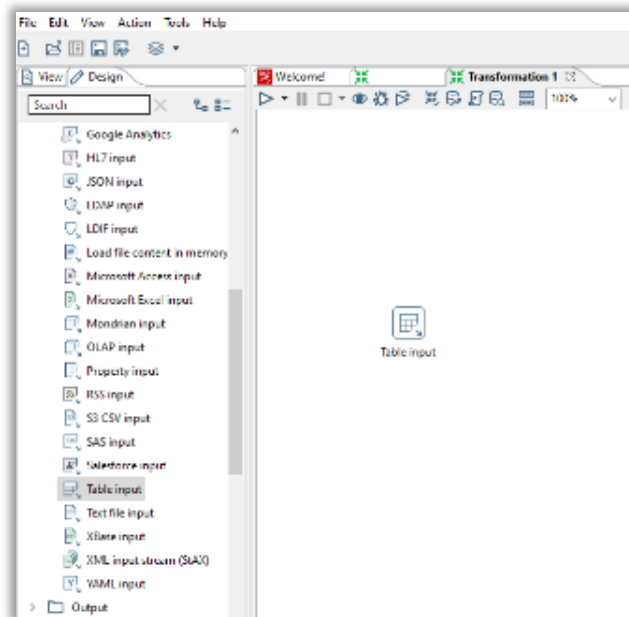 File Edit View Action Tools Help
View Design
Welcome! Transformation 1
Search
100%
Google Analytics
HL7 input
JSON input
LDAP input
LDIF input
Load file content in memory
Microsoft Access input
Microsoft Excel input
Mondrian input
OLAP input
Property input
RSS input
S3 CSV input
SAS input
Salesforce input
Table input
Text file input
XBase input
XML input stream (StAX)
YAML input
Output
Table input